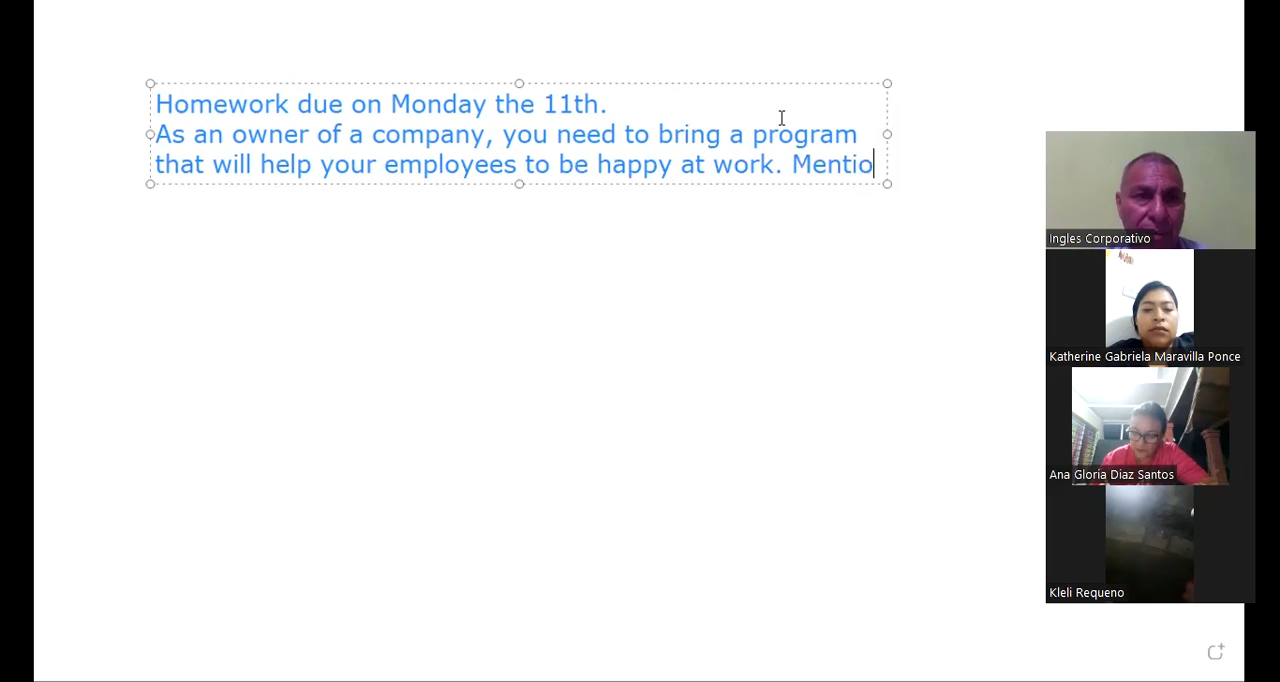 Homework due on Monday the 11th.
As an owner of a company, you need to bring a program
that will help your employees to be happy at work. Mentio
Ingles Corporativo
Katherine Gabriela Maravilla Ponce
Ana Gloria Diaz Santos
Kleli Requeno